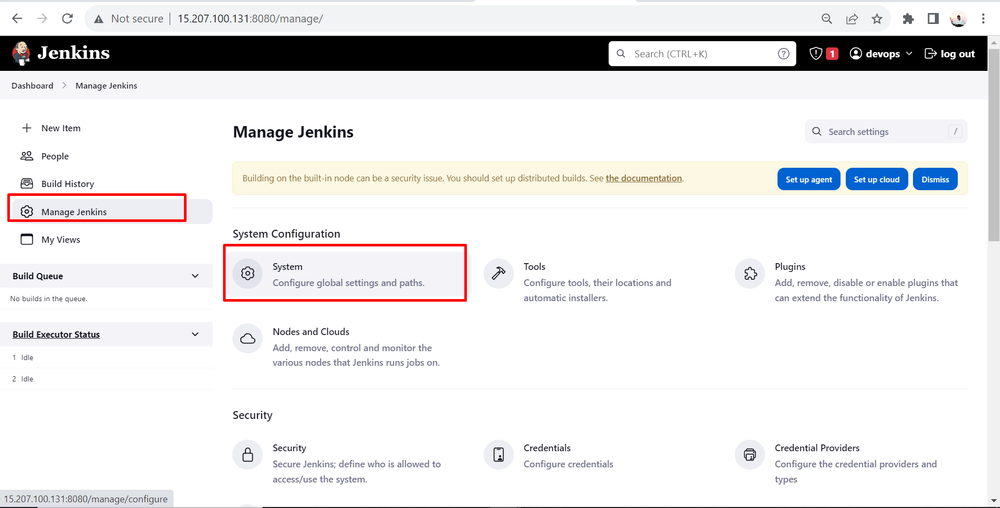 Not secure
15.207.100.131:8080/manage/
Jenkins
Search (CTRL+K)
?
1
devops
log out
Dashboard
Manage Jenkins
New Item
People
Build History
Manage Jenkins
My Views
Build Queue
No builds in the queue.
Build Executor Status
1 Idle
2 Idle
Manage Jenkins
Search settings
/
Building on the built-in node can be a security issue. You should set up distributed builds. See the documentation.
Set up agent
Set up cloud
Dismiss
System Configuration
System
Configure global settings and paths.
Tools
Configure tools, their locations and
automatic installers.
Plugins
Add, remove, disable or enable plugins that
can extend the functionality of Jenkins.
Nodes and Clouds
Add, remove, control and monitor the
various nodes that Jenkins runs jobs on.
Security
Security
Secure Jenkins; define who is allowed to
access/use the system.
Credentials
Configure credentials
Credential Providers
Configure the credential providers and
types
15.207.100.131:8080/manage/configure